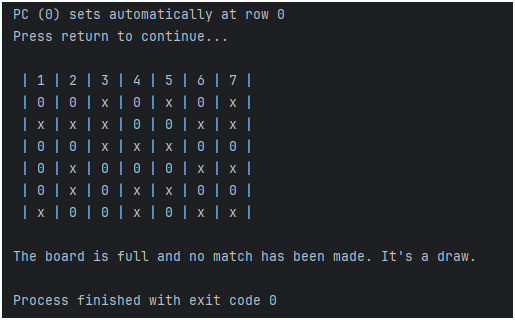 PC (0) sets automatically at row 0
Press return to continue...
| 1 | 2 | 3 | 4 | 5 | 6 | 7 |
| 0 | 0 | x | 0 | x | 0 | x |
| x | x | x | 0 | 0 | x | x |
| 0 | 0 | x | x | x | 0 | 0 |
| 0 | x | 0 | 0 | 0 | x | x |
| 0 | x | 0 | x | x | 0 | 0 |
| x | 0 | 0 | x | 0 | x | x |
The board is full and no match has been made. It's a draw.
Process finished with exit code 0